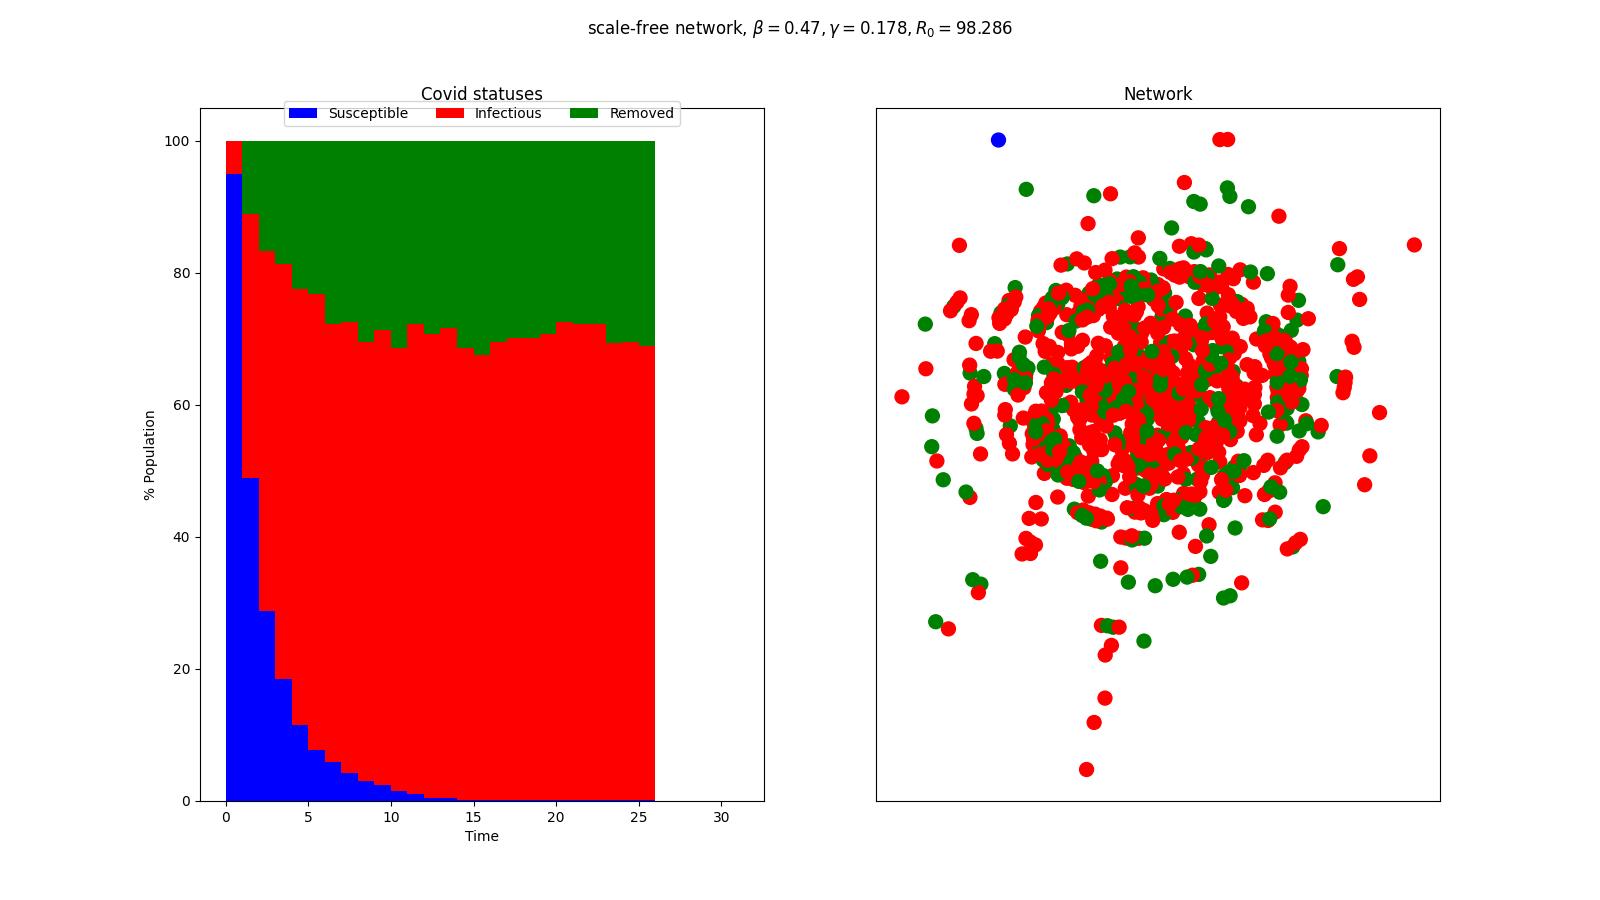 scale-free network, β = 0.47, γ = 0.178, R₀ = 98.286
Covid statuses
Susceptible Infectious Removed
100
80
60
40
20
0
% Population
0 5 10 15 20 25 30
Time
Network